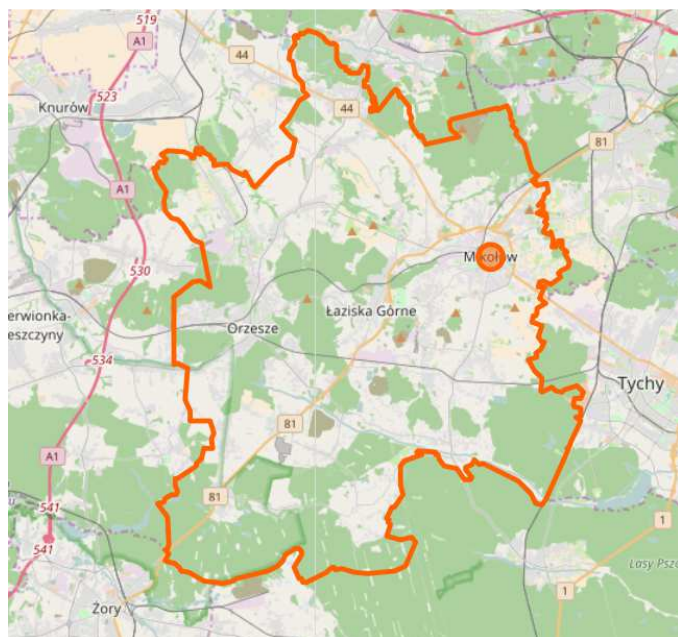 519
A1
44
523
Knurów
44
81
A1
Mikołów
530
erwionka-
Łaziska Górne
eszczyny
Orzesze
534
Tychy
81
A1
81
541
1
541
Lasy Psz
Żory
1